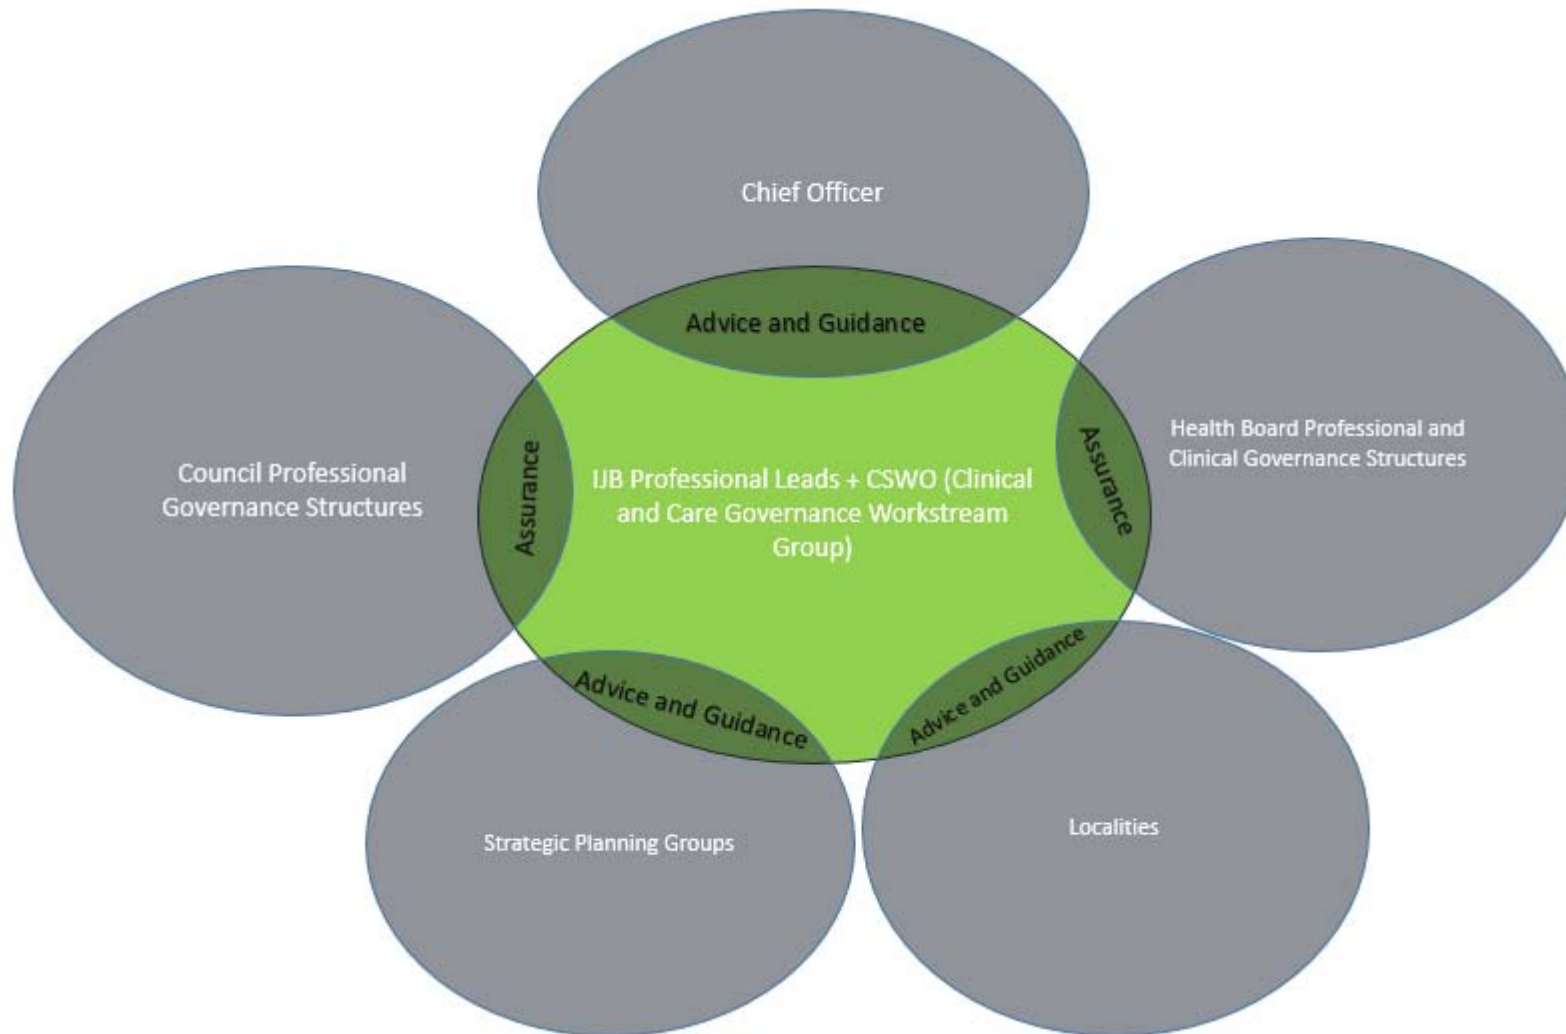 Chief Officer
Advice and Guidance
Council Professional
Governance Structures
Assurance
IJB Professional Leads + CSWO (Clinical
and Care Governance Workstream
Group)
Assurance
Health Board Professional and
Clinical Governance Structures
Advice and Guidance
Advice and Guidance
Strategic Planning Groups
Localities